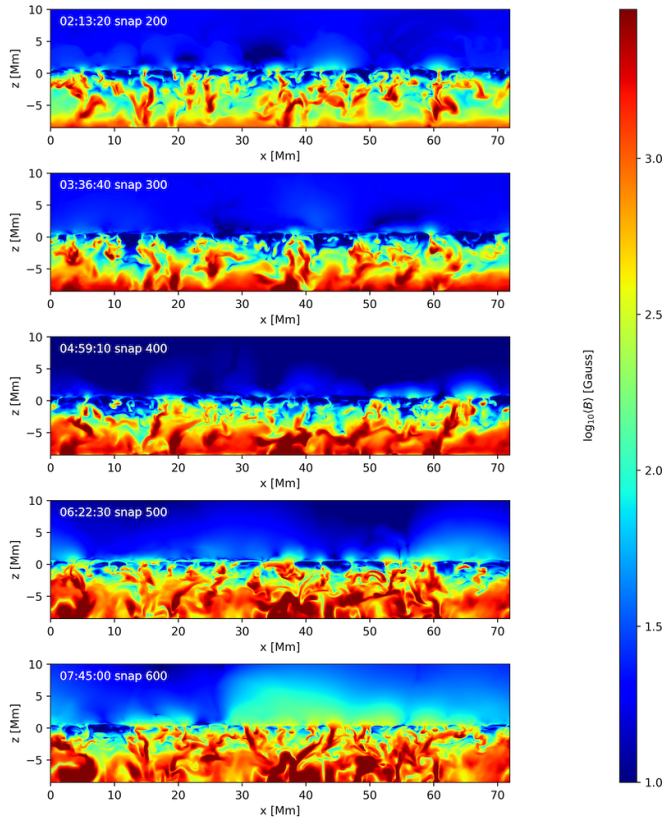 02:13:20 snap 200
z [Mm]
10
5
0
−5
0 10 20 30 40 50 60 70
x [Mm]
03:36:40 snap 300
z [Mm]
10
5
0
−5
0 10 20 30 40 50 60 70
x [Mm]
04:59:10 snap 400
z [Mm]
10
5
0
−5
0 10 20 30 40 50 60 70
x [Mm]
06:22:30 snap 500
z [Mm]
10
5
0
−5
0 10 20 30 40 50 60 70
x [Mm]
07:45:00 snap 600
z [Mm]
10
5
0
−5
0 10 20 30 40 50 60 70
x [Mm]
log₁₀(B) [Gauss]
3.0
2.5
2.0
1.5
1.0